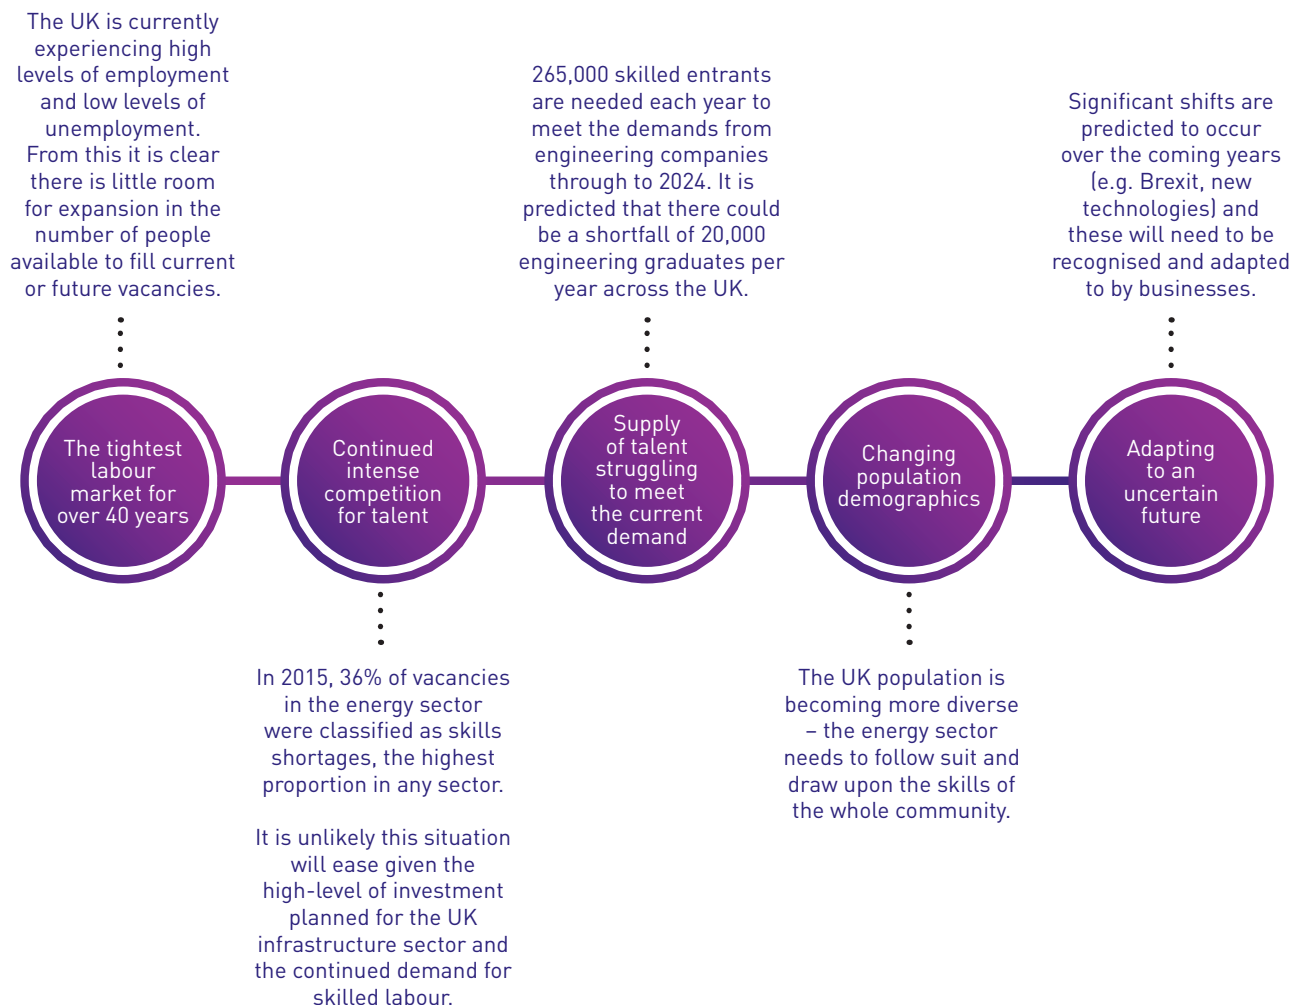 The UK is currently
experiencing high
levels of employment
and low levels of
unemployment.
From this it is clear
there is little room
for expansion in the
number of people
available to fill current
or future vacancies.
265,000 skilled entrants
are needed each year to
meet the demands from
engineering companies
through to 2024. It is
predicted that there could
be a shortfall of 20,000
engineering graduates per
year across the UK.
Significant shifts are
predicted to occur
over the coming years
(e.g. Brexit, new
technologies) and
these will need to be
recognised and adapted
to by businesses.
The tightest
labour
market for
over 40 years
Continued
intense
competition
for talent
Supply
of talent
struggling
to meet
the current
demand
Changing
population
demographics
Adapting
to an
uncertain
future
In 2015, 36% of vacancies
in the energy sector
were classified as skills
shortages, the highest
proportion in any sector.
It is unlikely this situation
will ease given the
high-level of investment
planned for the UK
infrastructure sector and
the continued demand for
skilled labour.
The UK population is
becoming more diverse
– the energy sector
needs to follow suit and
draw upon the skills of
the whole community.